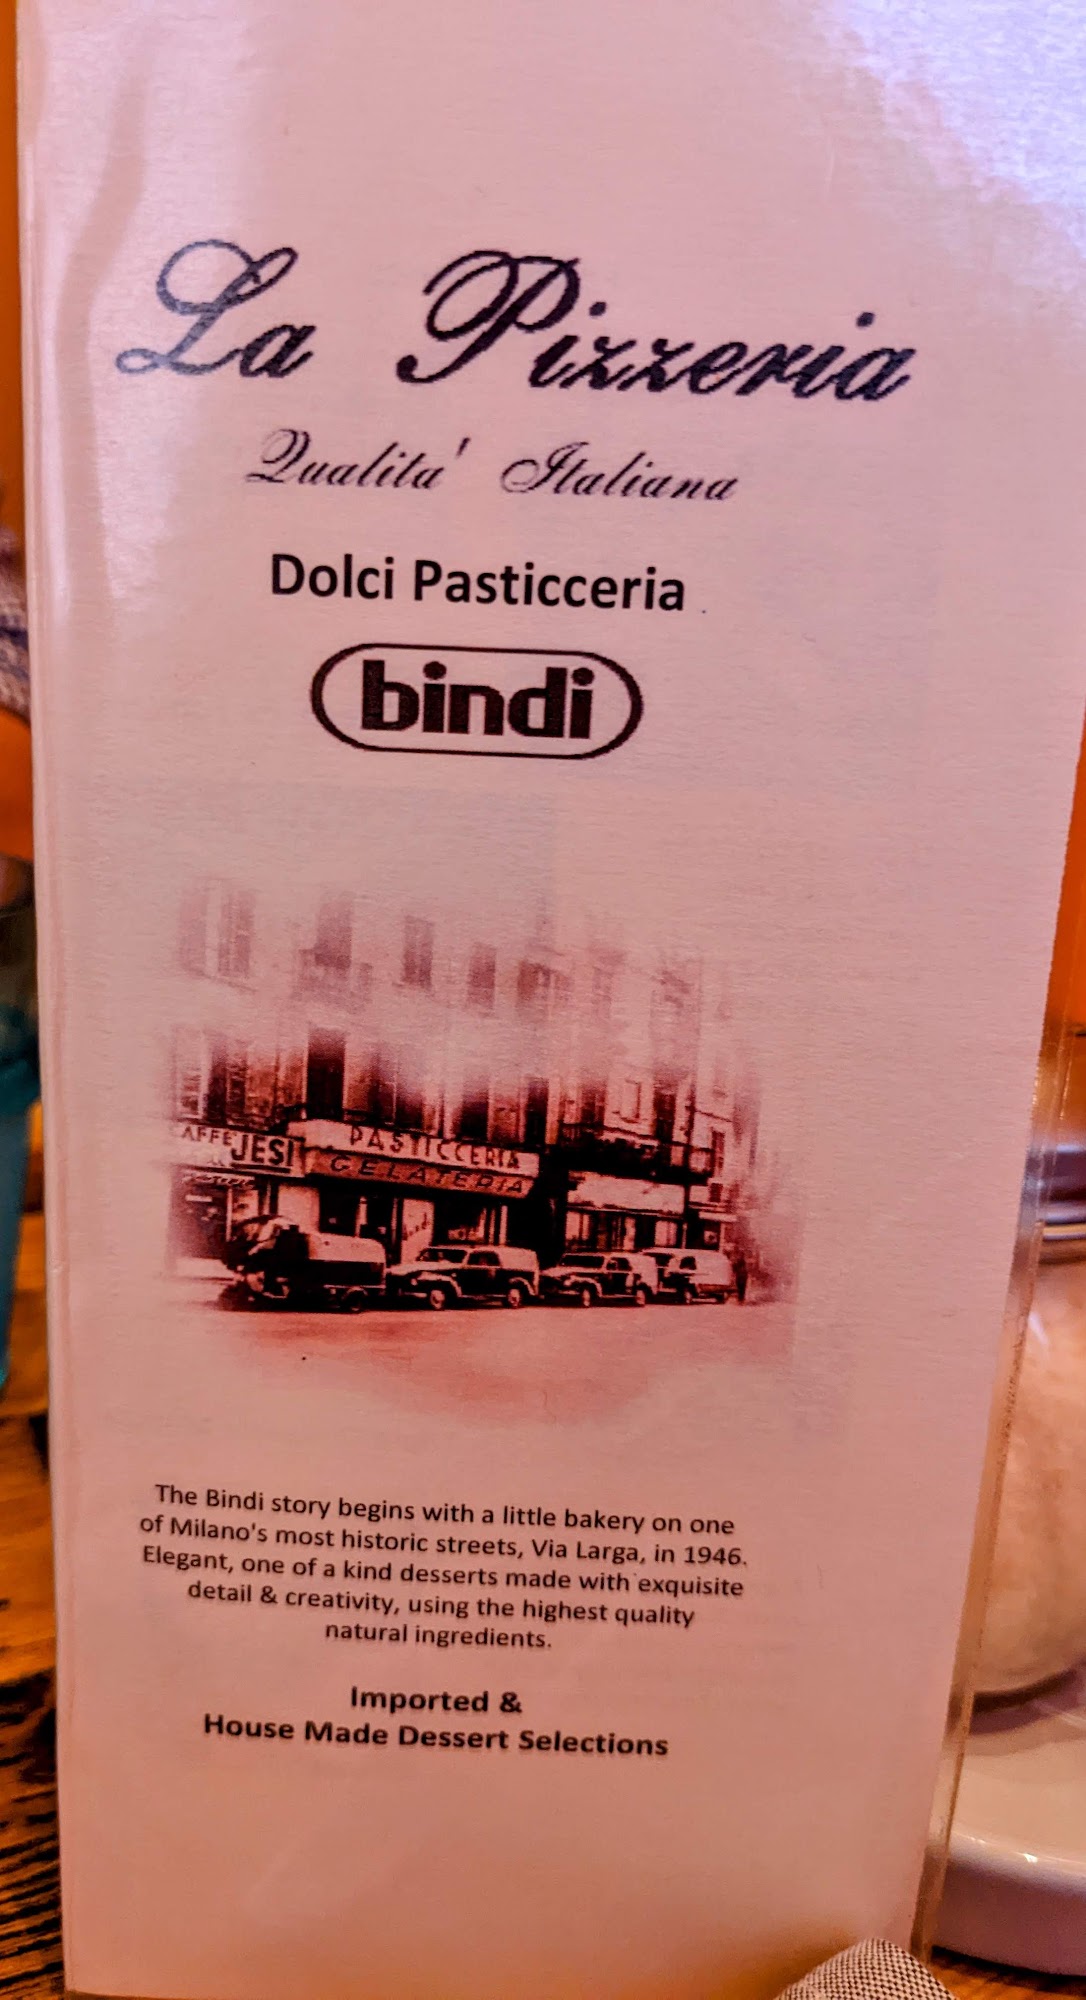 La Pizzeria
Qualita' Italiana
Dolci Pasticceria
bindi
PASTICCERIA
AFFE JESI
GELATERIA
The Bindi story begins with a little bakery on one
of Milano's most historic streets, Via Larga, in 1946.
Elegant, one of a kind desserts made with exquisite
detail & creativity, using the highest quality
natural ingredients.
Imported &
House Made Dessert Selections